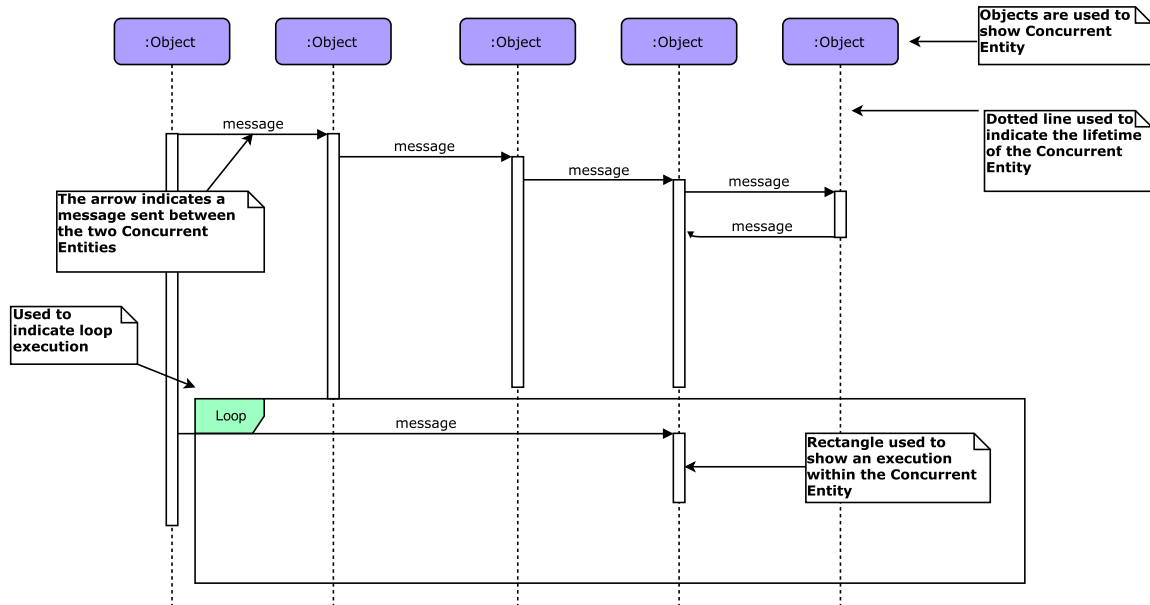 :Object
:Object
:Object
:Object
:Object
Objects are used to
show Concurrent
Entity
Dotted line used to
indicate the lifetime
of the Concurrent
Entity
message
message
message
message
message
The arrow indicates a
message sent between
the two Concurrent
Entities
Used to
indicate loop
execution
Loop
message
Rectangle used to
show an execution
within the Concurrent
Entity